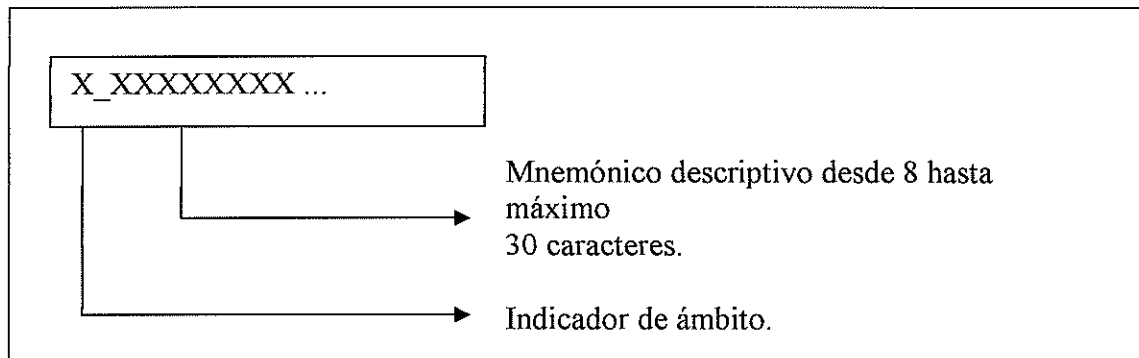 X_XXXXXXXX ...
Mnemónico descriptivo desde 8 hasta
máximo
30 caracteres.
Indicador de ámbito.